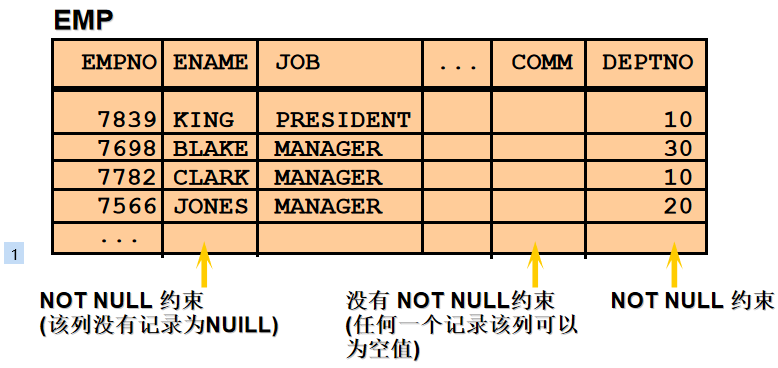 EMP
EMPNO ENAME JOB ... COMM DEPTNO
7839 KING PRESIDENT 10
7698 BLAKE MANAGER 30
7782 CLARK MANAGER 10
7566 JONES MANAGER 20
...
1
NOT NULL 约束
(该列没有记录为NUILL)
没有 NOT NULL约束
(任何一个记录该列可以
为空值)
NOT NULL 约束